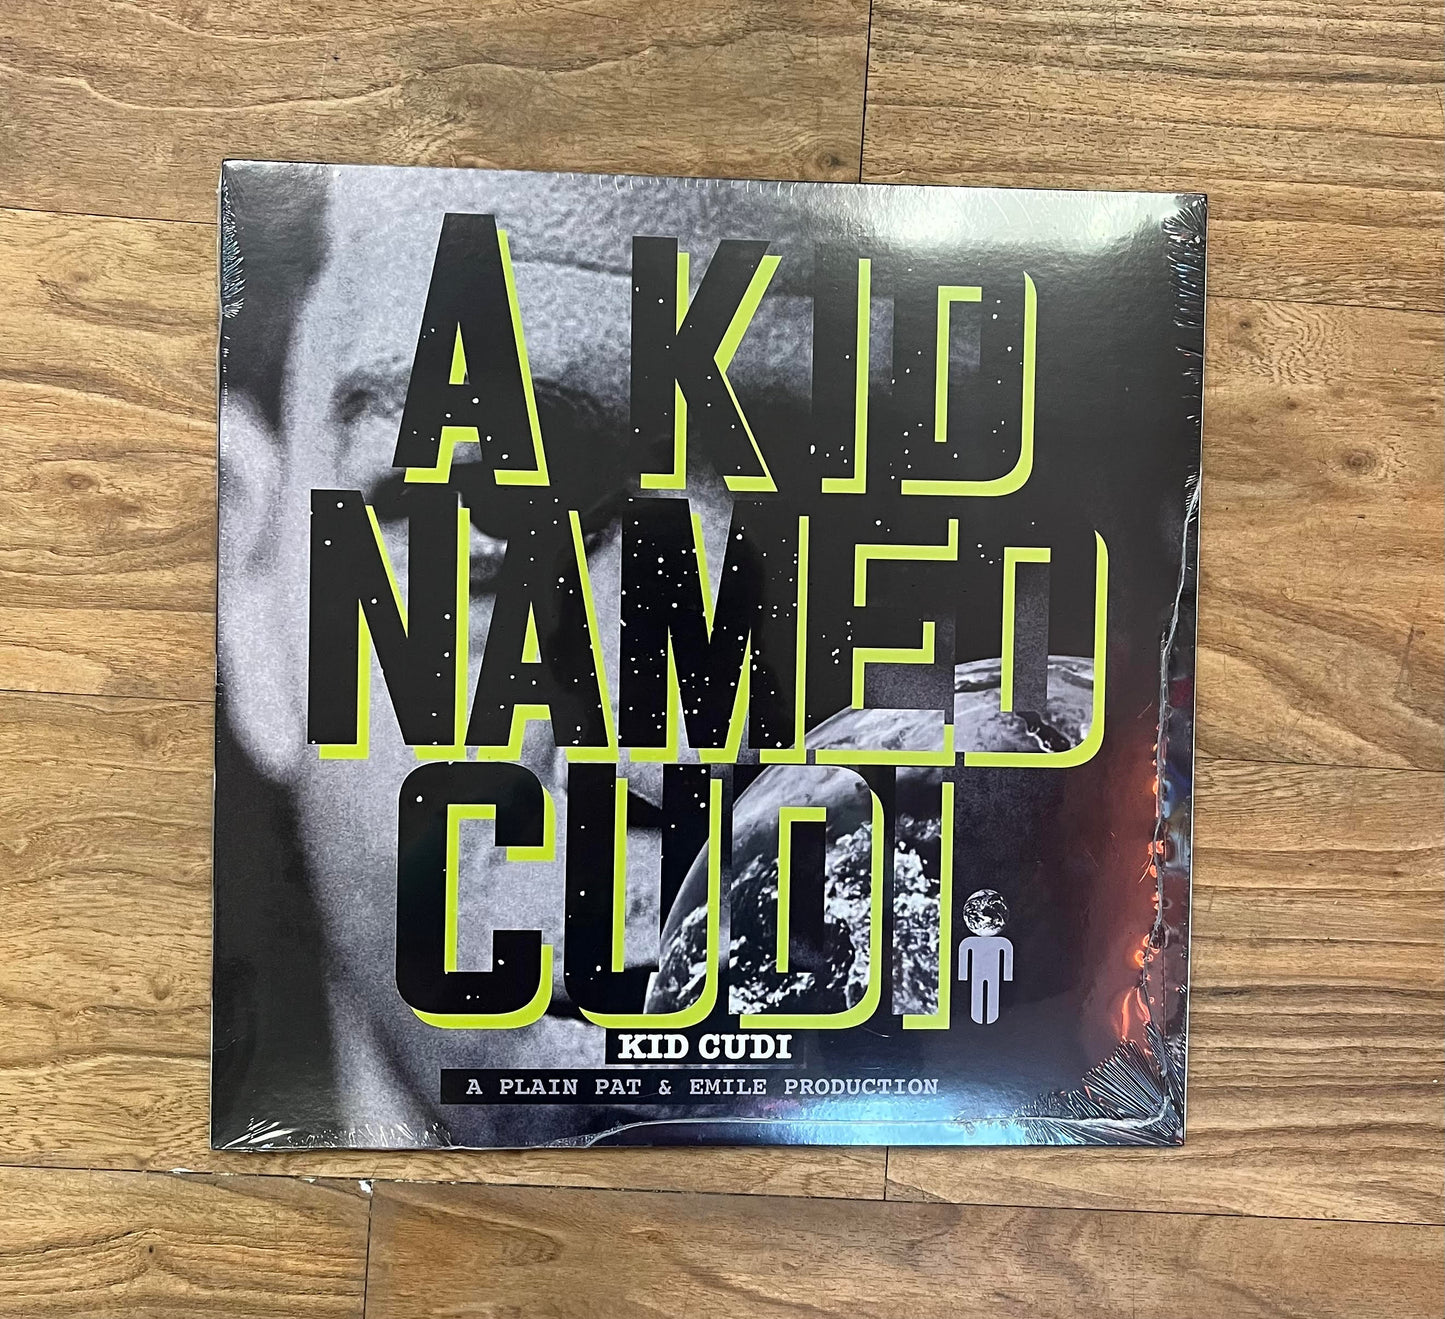 A KID
NAMED
CUDI
KID CUDI
A PLAIN PAT & EMILE PRODUCTION